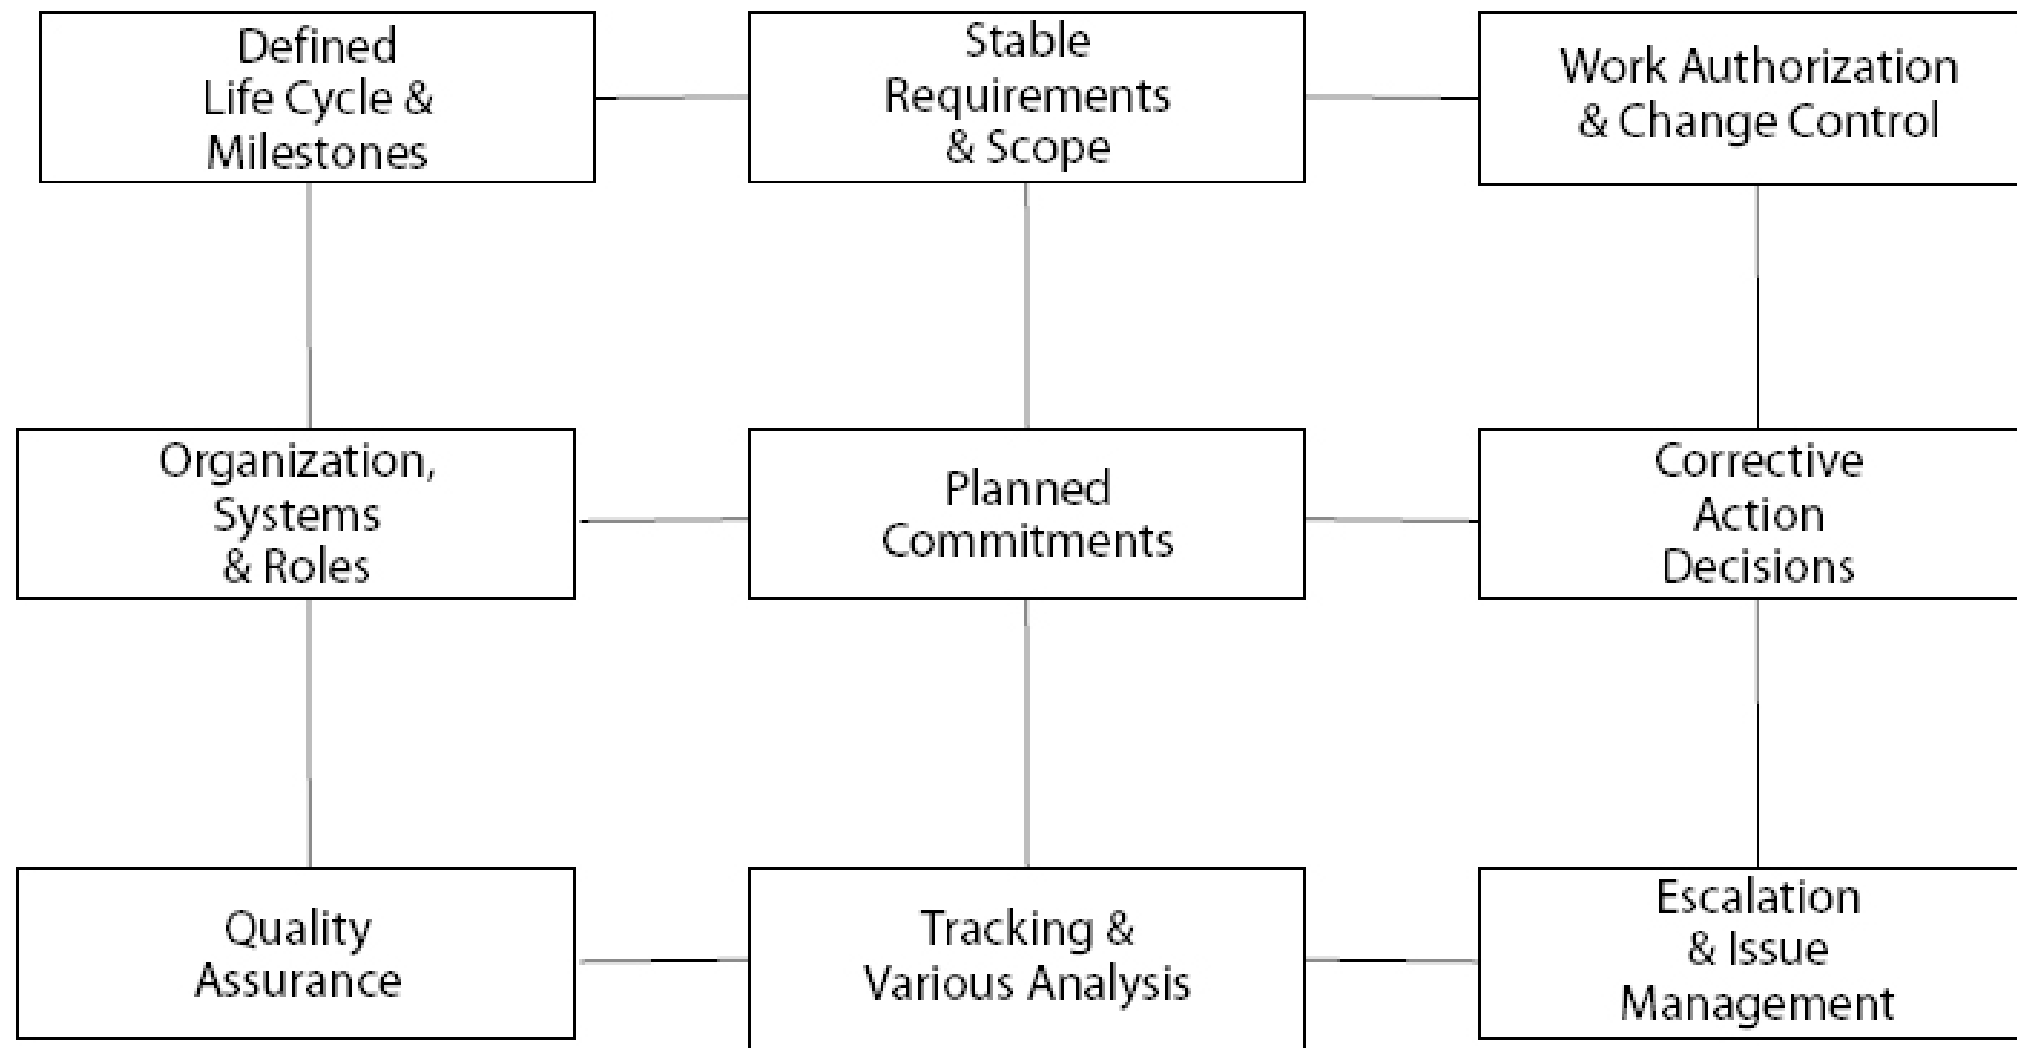 Defined
Life Cycle &
Milestones
Stable
Requirements
& Scope
Work Authorization
& Change Control
Organization,
Systems
& Roles
Planned
Commitments
Corrective
Action
Decisions
Quality
Assurance
Tracking &
Various Analysis
Escalation
& Issue
Management